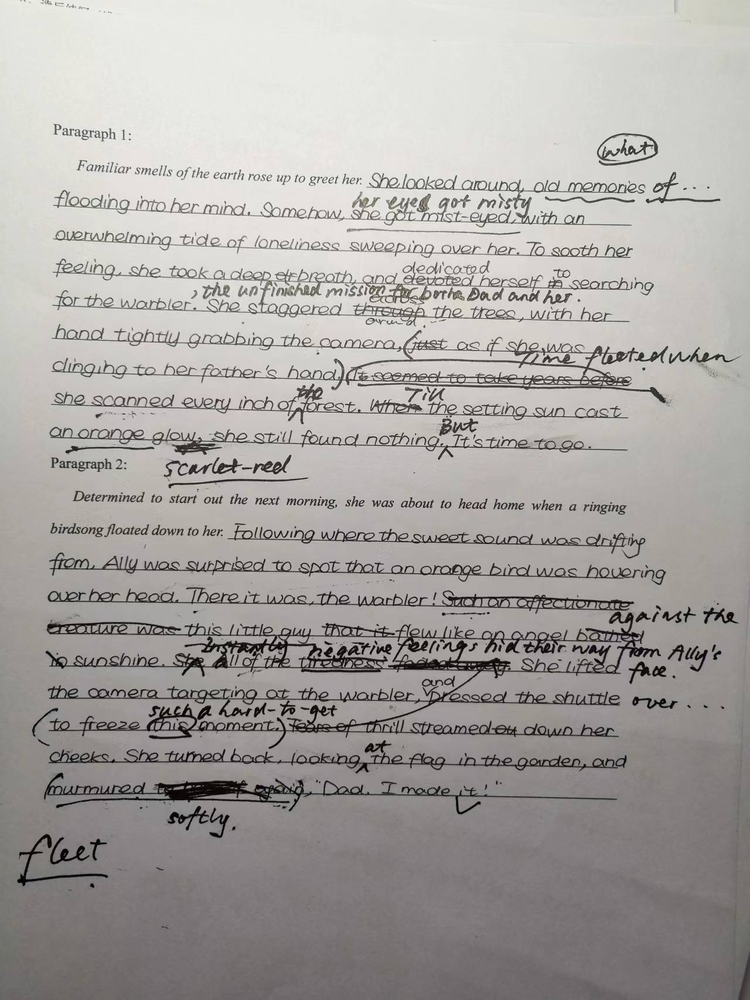 Paragraph 1:
what
Familiar smells of the earth rose up to greet her. She looked around, old memories of...
her eyes got misty
flooding into her mind. Somehow, she got mist-eyed, with an
overwhelming tide of loneliness sweeping over her. To sooth her
dedicated to
feeling, she took a deep breath, and devoted herself in searching
, the unfinished mission for both Dad and her.
across
for the warbler. She staggered through the trees, with her
around
hand tightly grabbing the camera, (just as if she was
Time fleeted when
clinging to her father's hand.) (It seemed to take years before
the Till
she scanned every inch of forest. When the setting sun cast
But
an orange glow, she still found nothing. It's time to go.
Paragraph 2:
scarlet-red
Determined to start out the next morning, she was about to head home when a ringing
birdsong floated down to her. Following where the sweet sound was drifting
from, Ally was surprised to spot that an orange bird was hovering
over her head. There it was, the warbler! Such an affectionate
against the
creature was this little guy that it flew like an angel bathed
Instantly negative feelings hid their way from Ally's
in sunshine. She All of the tiredness faded away. She lifted face.
and
the camera targeting at the warbler, pressed the shuttle over...
such a hard-to-get
(to freeze this moment.) Tears of thrill streamed down her
at
cheeks. She turned back, looking the flag in the garden, and
(murmured again), "Dad. I made it!"
softly.
fleet